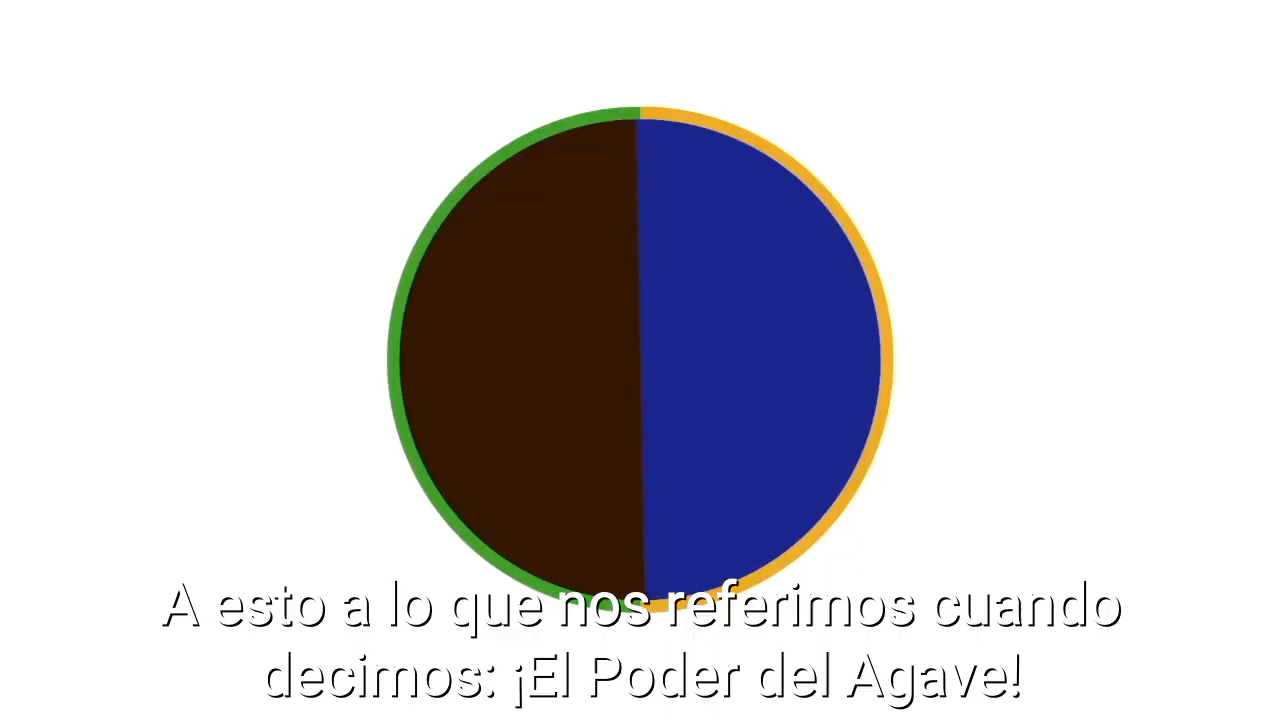 A esto a lo que nos referimos cuando
decimos: ¡El Poder del Agave!